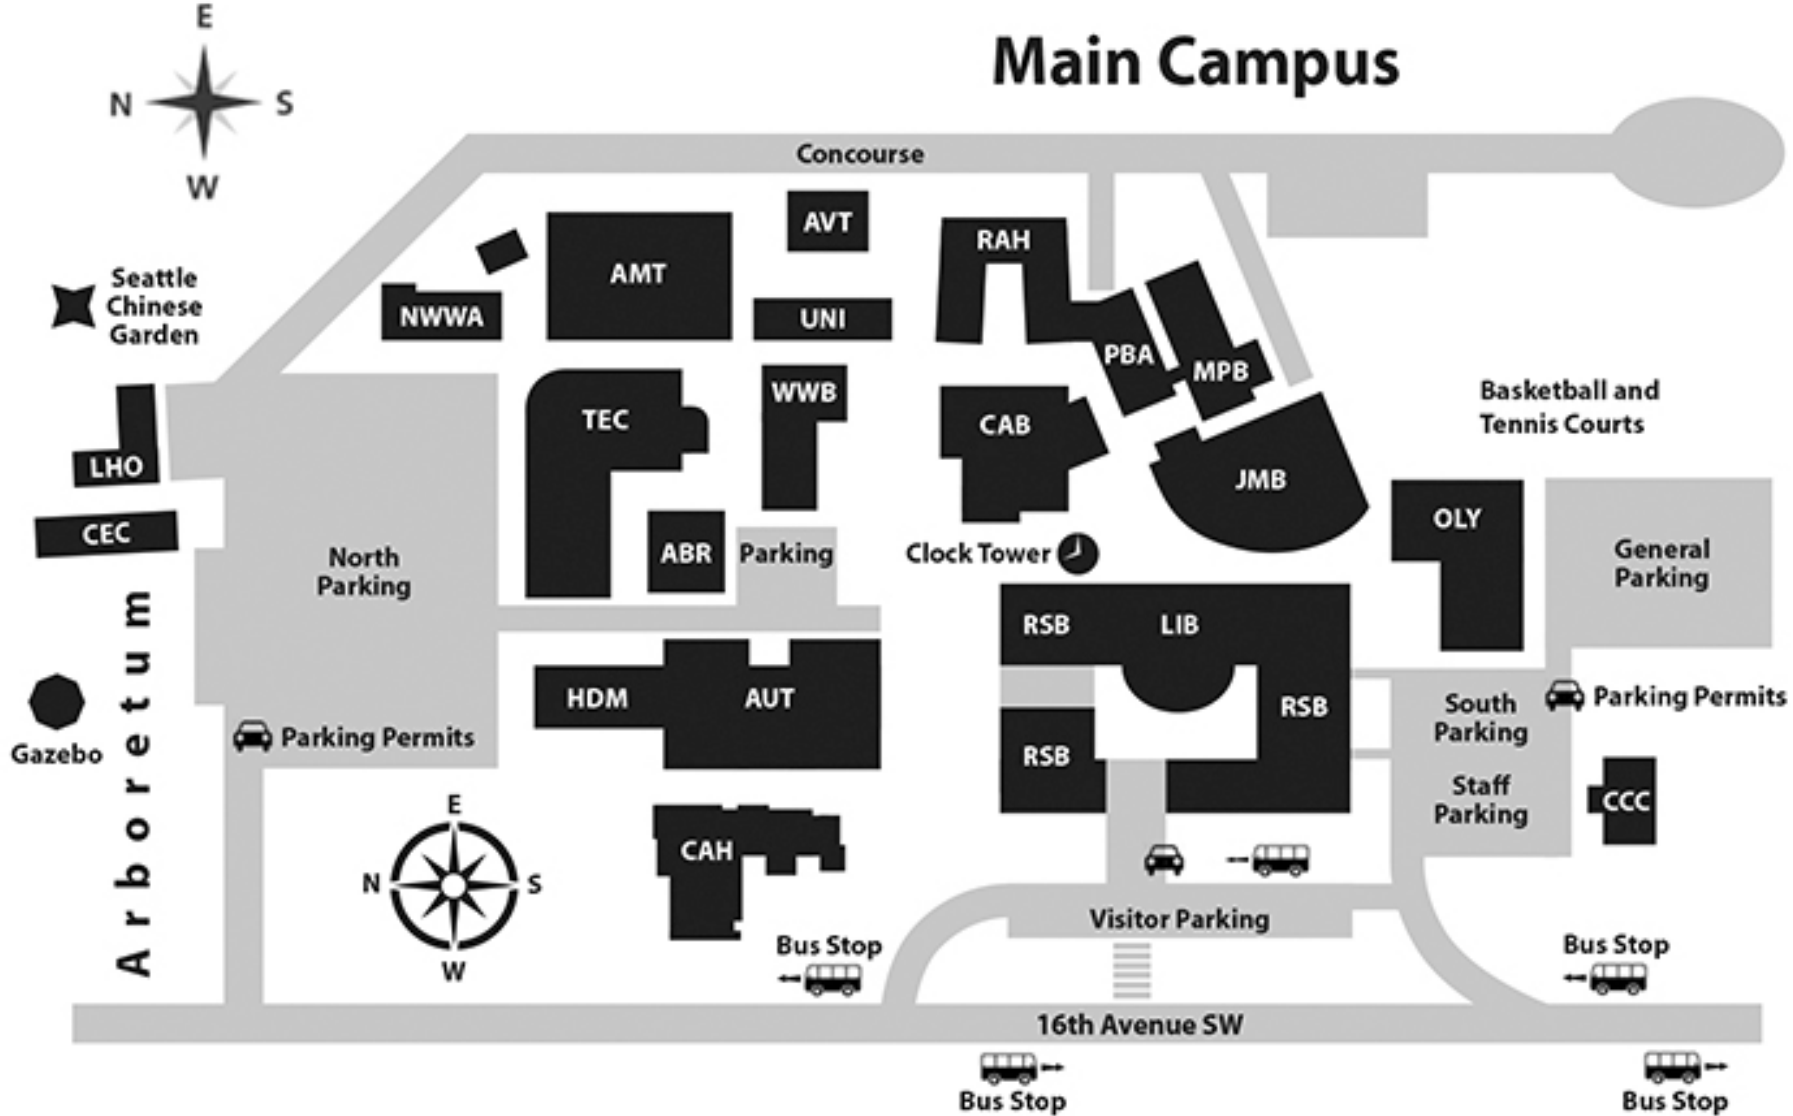 Main Campus
E
N
S
W
Concourse
AVT
RAH
AMT
Seattle
Chinese
Garden
NWWA
UNI
PBA
MPB
WWB
Basketball and
Tennis Courts
TEC
CAB
LHO
JMB
CEC
OLY
North
Parking
ABR
Parking
Clock Tower
General
Parking
RSB
LIB
Arboretum
HDM
AUT
RSB
South
Parking
Parking Permits
Gazebo
Parking Permits
RSB
Staff
Parking
CCC
E
N
S
W
CAH
Visitor Parking
Bus Stop
Bus Stop
16th Avenue SW
Bus Stop
Bus Stop